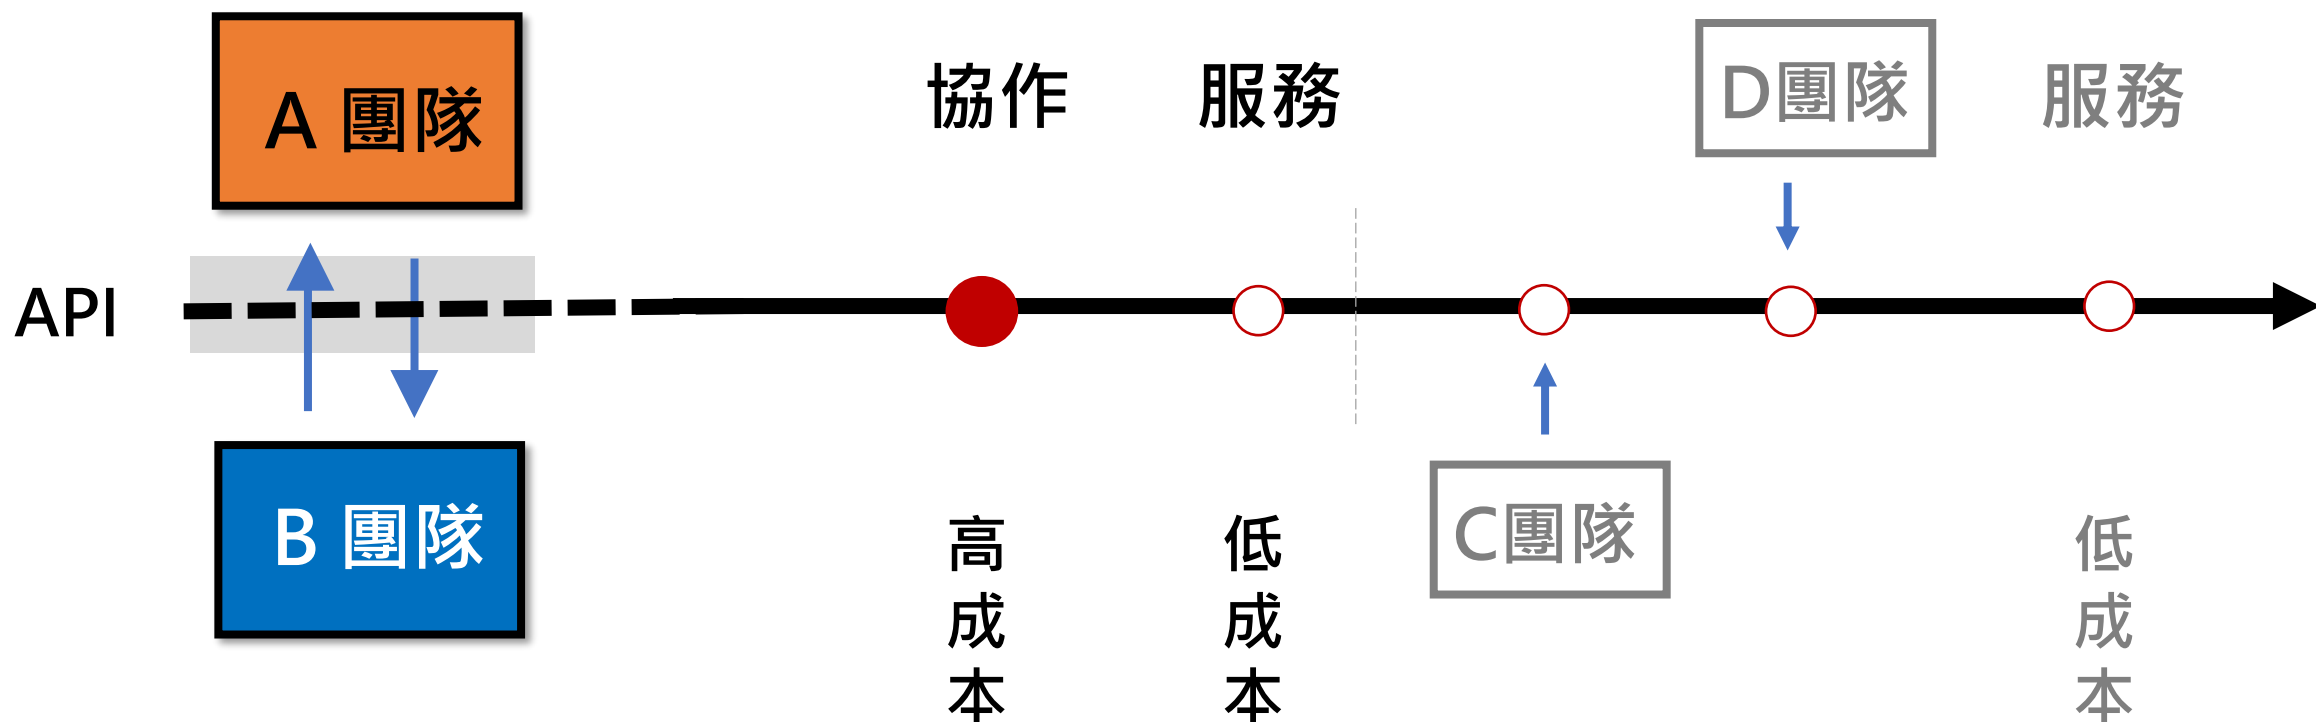 A 團隊
協作
服務
D團隊
服務
API
B 團隊
高成本
低成本
C團隊
低成本